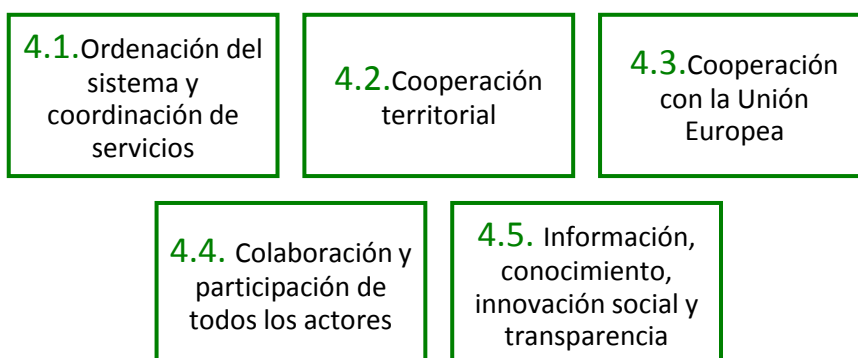 4.1.Ordenación del
sistema y
coordinación de
servicios
4.2.Cooperación
territorial
4.3.Cooperación
con la Unión
Europea
4.4. Colaboración y
participación de
todos los actores
4.5. Información,
conocimiento,
innovación social y
transparencia